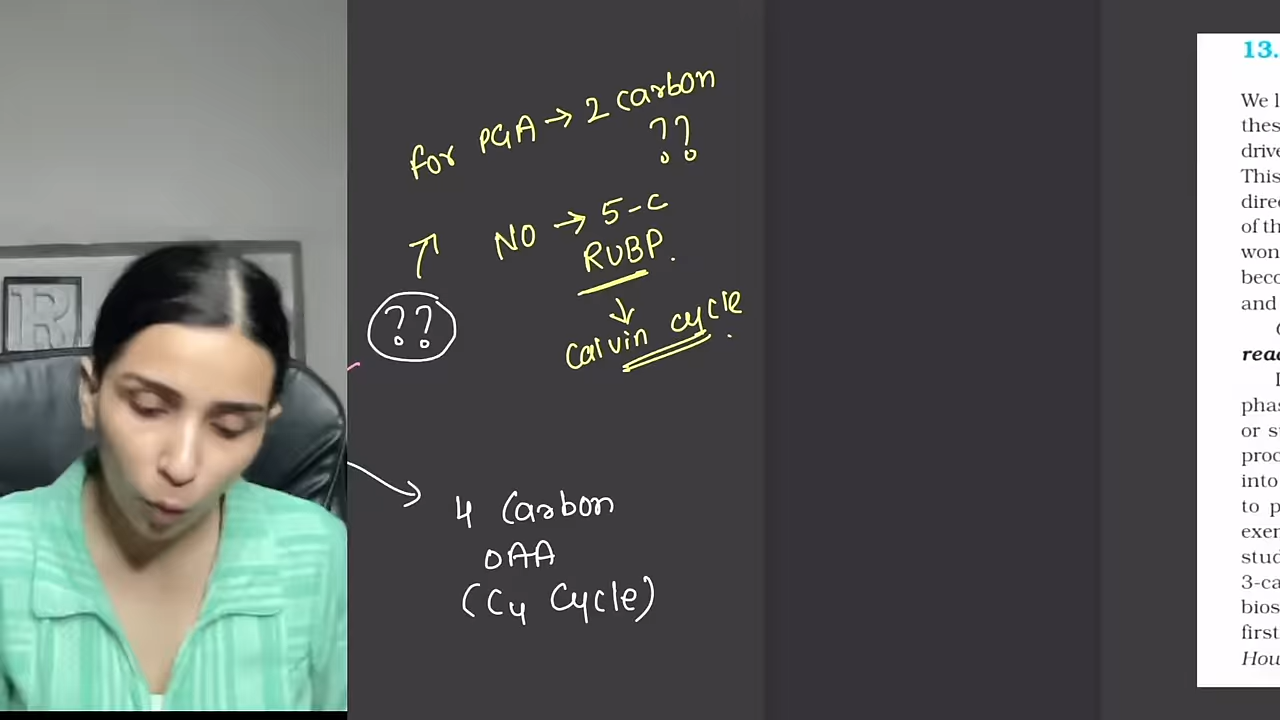 for PGA → 2 carbon
??
NO → 5-C
RUBP.
↓
Calvin cycle.
??
4 Carbon
OAA
(C4 Cycle)
R
13.
We l
thes
drive
This
direc
of th
won
beco
and
reac
phas
or s
proc
into
to p
exer
stud
3-ca
bios
first
Hou